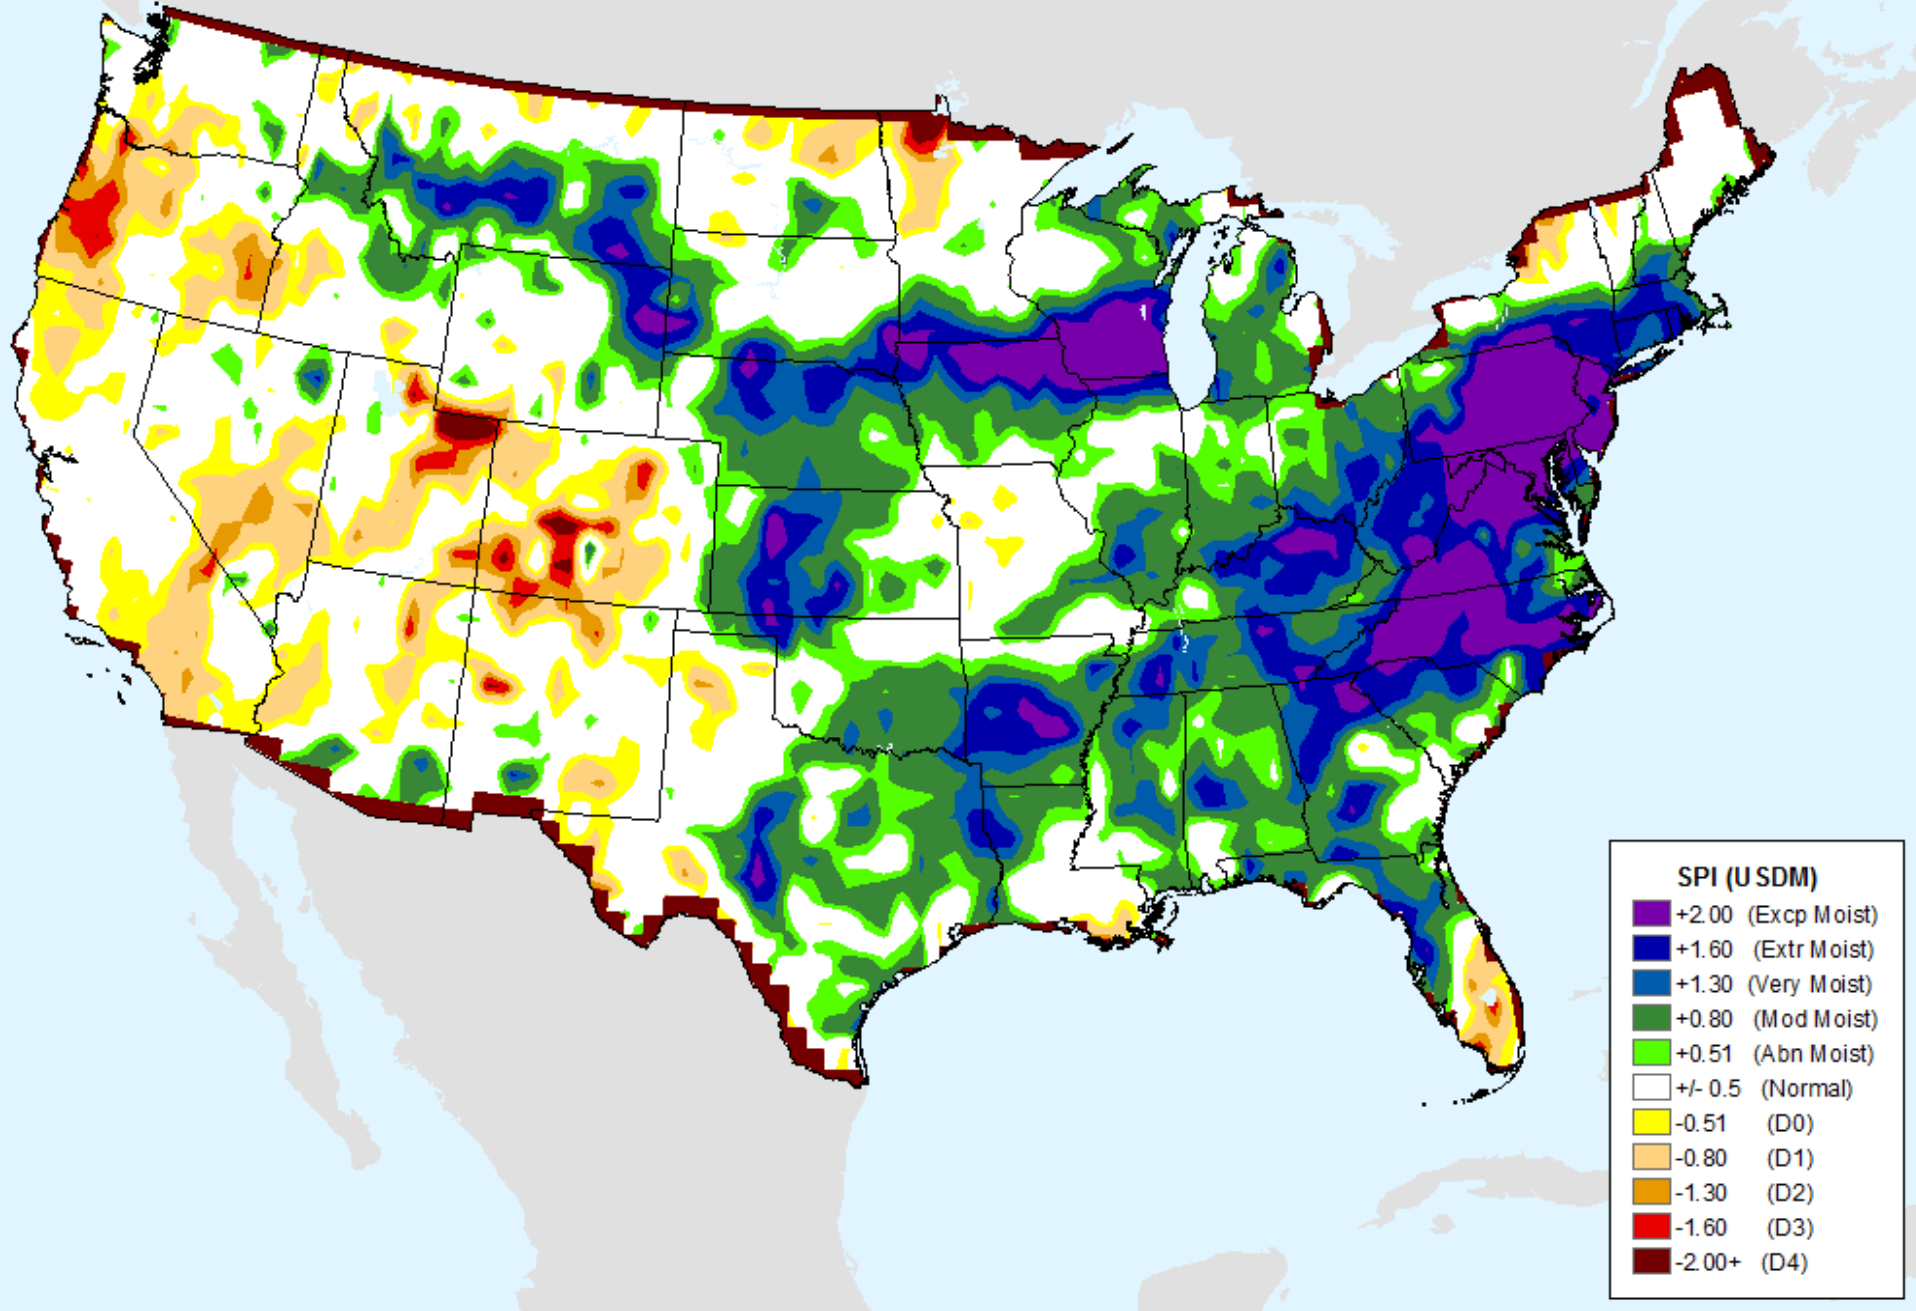 SPI (USDM)
+2.00 (Excp Moist)
+1.60 (Extr Moist)
+1.30 (Very Moist)
+0.80 (Mod Moist)
+0.51 (Abn Moist)
+/- 0.5 (Normal)
-0.51 (D0)
-0.80 (D1)
-1.30 (D2)
-1.60 (D3)
-2.00+ (D4)